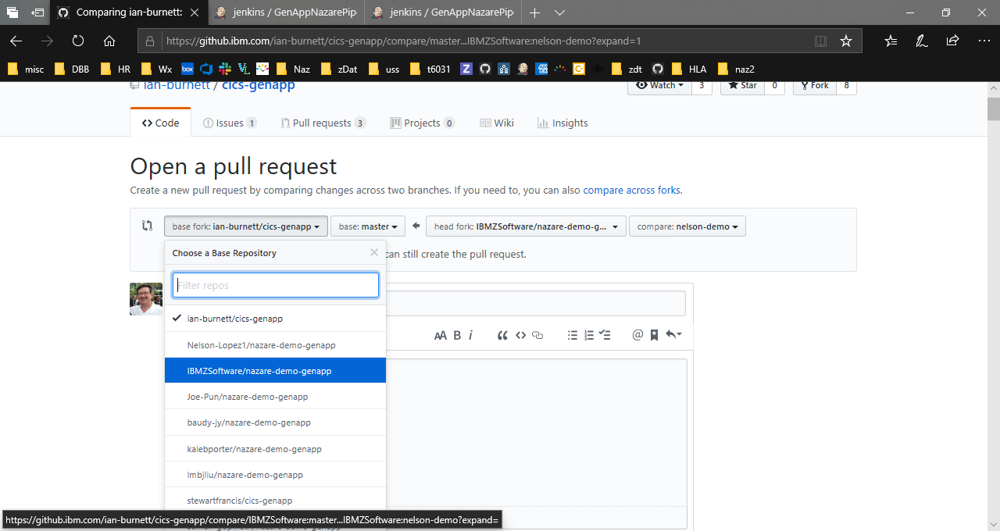 Comparing ian-burnett:
jenkins / GenAppNazarePip
jenkins / GenAppNazarePip
https://github.ibm.com/ian-burnett/cics-genapp/compare/master...IBMZSoftware:nelson-demo?expand=1
misc DBB HR Wx box Naz zDat uss t6031 Z zdt HLA naz2
ian-burnett / cics-genapp
Watch 3 Star 0 Fork 8
Code Issues 1 Pull requests 3 Projects 0 Wiki Insights
Open a pull request
Create a new pull request by comparing changes across two branches. If you need to, you can also compare across forks.
base fork: ian-burnett/cics-genapp base: master head fork: IBMZSoftware/nazare-demo-g... compare: nelson-demo
Choose a Base Repository
can still create the pull request.
Filter repos
ian-burnett/cics-genapp
AA B i
Nelson-Lopez1/nazare-demo-genapp
IBMZSoftware/nazare-demo-genapp
Joe-Pun/nazare-demo-genapp
baudy-jy/nazare-demo-genapp
kalebporter/nazare-demo-genapp
lmbjliu/nazare-demo-genapp
stewartfrancis/cics-genapp
https://github.ibm.com/ian-burnett/cics-genapp/compare/IBMZSoftware:master...IBMZSoftware:nelson-demo?expand=